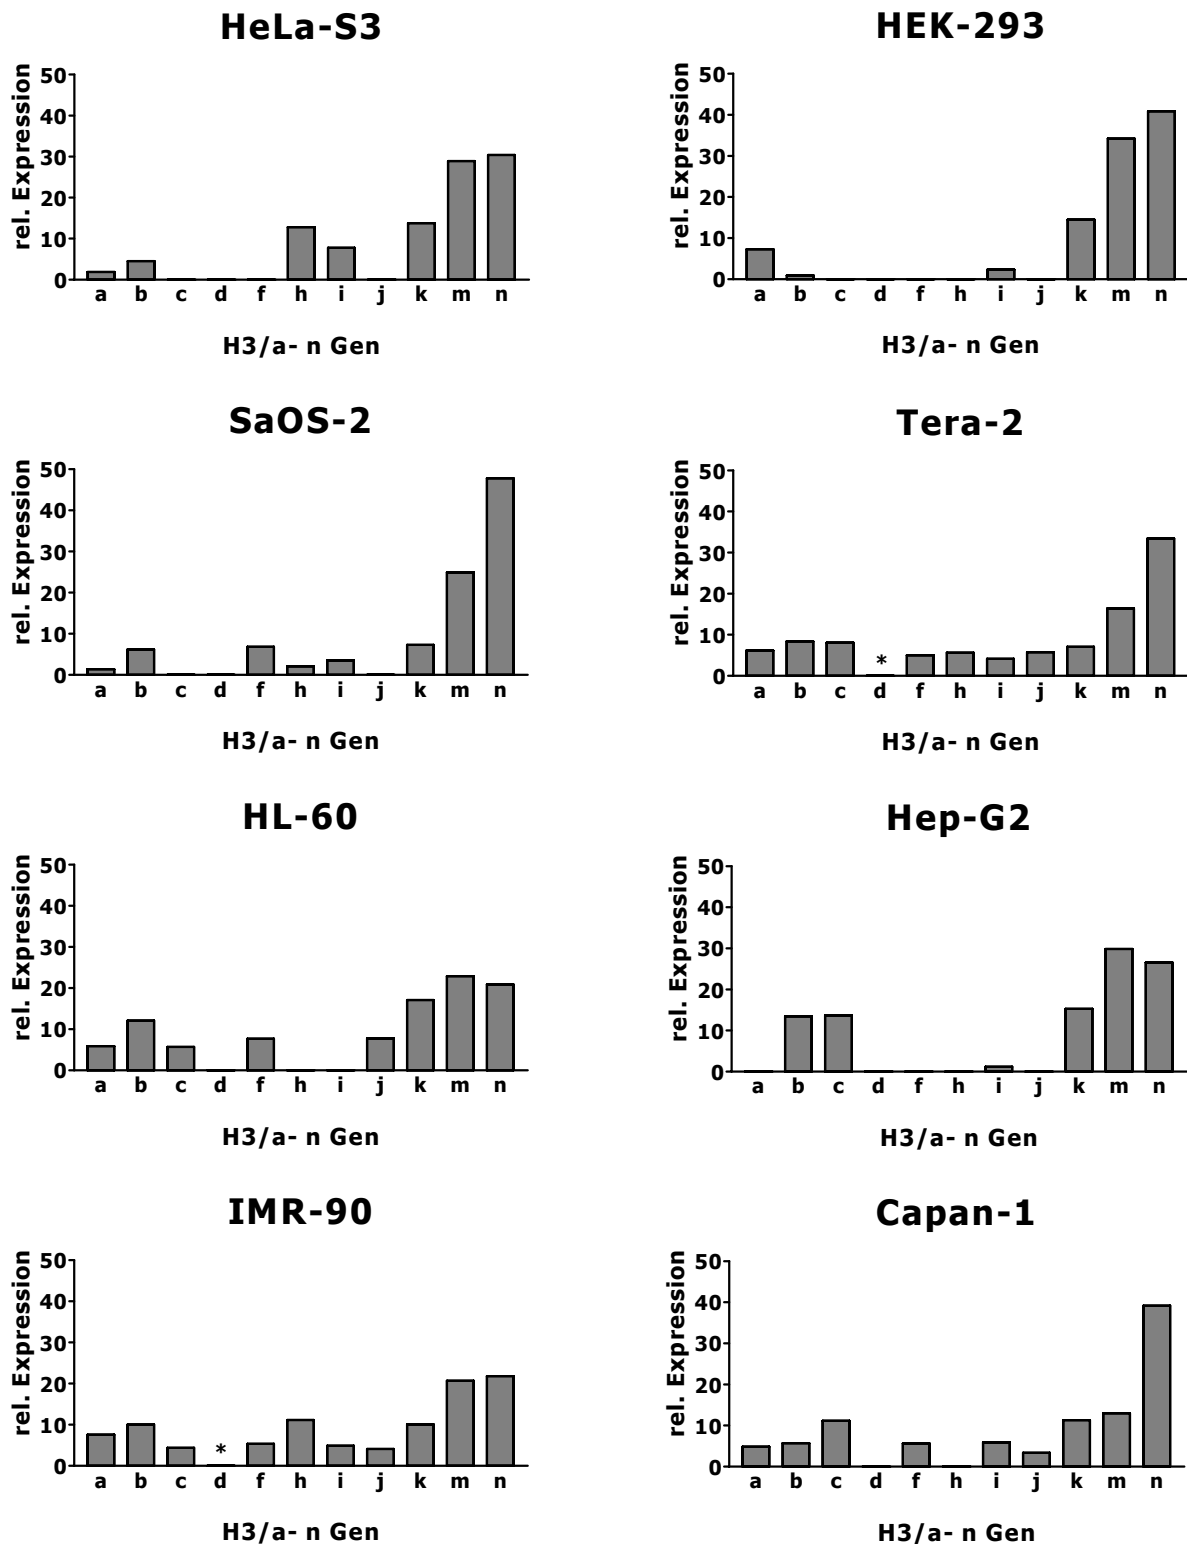 HeLa-S3
rel. Expression
50
40
30
20
10
0
a b c d f h i j k m n
H3/a- n Gen
HEK-293
rel. Expression
50
40
30
20
10
0
a b c d f h i j k m n
H3/a- n Gen
SaOS-2
rel. Expression
50
40
30
20
10
0
a b c d f h i j k m n
H3/a- n Gen
Tera-2
rel. Expression
50
40
30
20
10
0
*
a b c d f h i j k m n
H3/a- n Gen
HL-60
rel. Expression
50
40
30
20
10
0
a b c d f h i j k m n
H3/a- n Gen
Hep-G2
rel. Expression
50
40
30
20
10
0
a b c d f h i j k m n
H3/a- n Gen
IMR-90
rel. Expression
50
40
30
20
10
0
*
a b c d f h i j k m n
H3/a- n Gen
Capan-1
rel. Expression
50
40
30
20
10
0
a b c d f h i j k m n
H3/a- n Gen